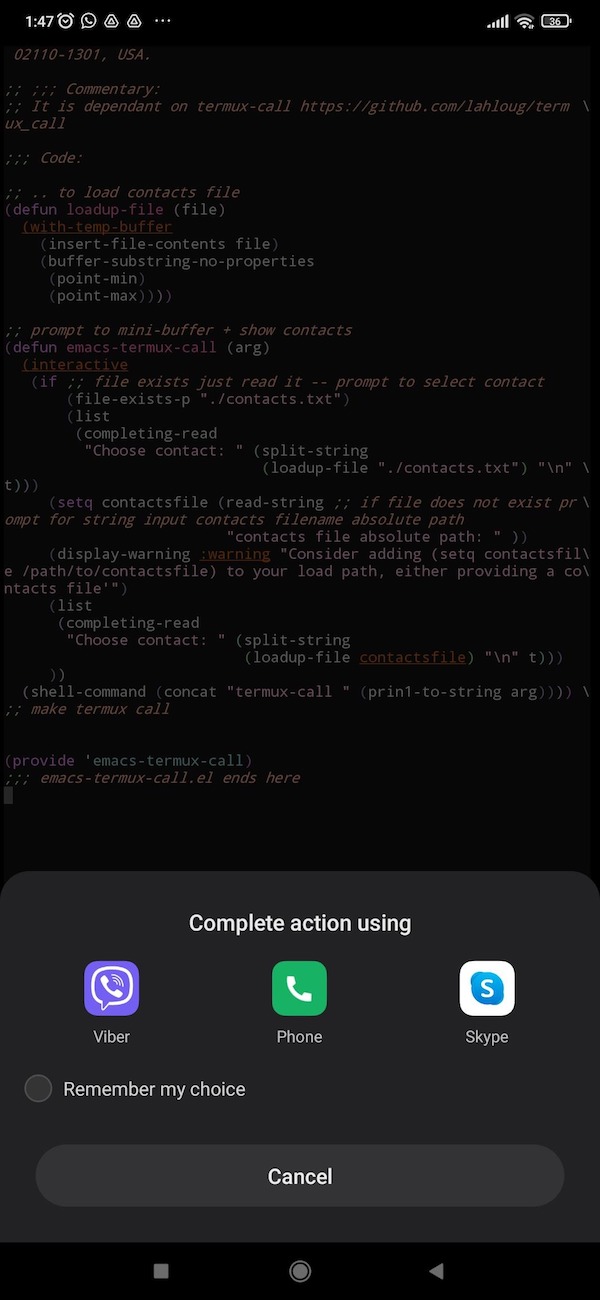 1:47 ... 36
02110-1301, USA.
;; ;;; Commentary:
;; It is dependant on termux-call https://github.com/lahloug/term \
ux_call
;;; Code:
;; .. to load contacts file
(defun loadup-file (file)
  (with-temp-buffer
    (insert-file-contents file)
    (buffer-substring-no-properties
     (point-min)
     (point-max))))
;; prompt to mini-buffer + show contacts
(defun emacs-termux-call (arg)
  (interactive
   (if ;; file exists just read it -- prompt to select contact
       (file-exists-p "./contacts.txt")
       (list
        (completing-read
         "Choose contact: " (split-string
                             (loadup-file "./contacts.txt") "\n" \
t)))
     (setq contactsfile (read-string ;; if file does not exist pr\
ompt for string input contacts filename absolute path
                         "contacts file absolute path: " ))
     (display-warning :warning "Consider adding (setq contactsfil\
e /path/to/contactsfile) to your load path, either providing a co\
ntacts file'")
     (list
      (completing-read
       "Choose contact: " (split-string
                           (loadup-file contactsfile) "\n" t)))
     ))
  (shell-command (concat "termux-call " (prin1-to-string arg)))) \
;; make termux call
(provide 'emacs-termux-call)
;;; emacs-termux-call.el ends here
Complete action using
Viber Phone Skype
Remember my choice
Cancel